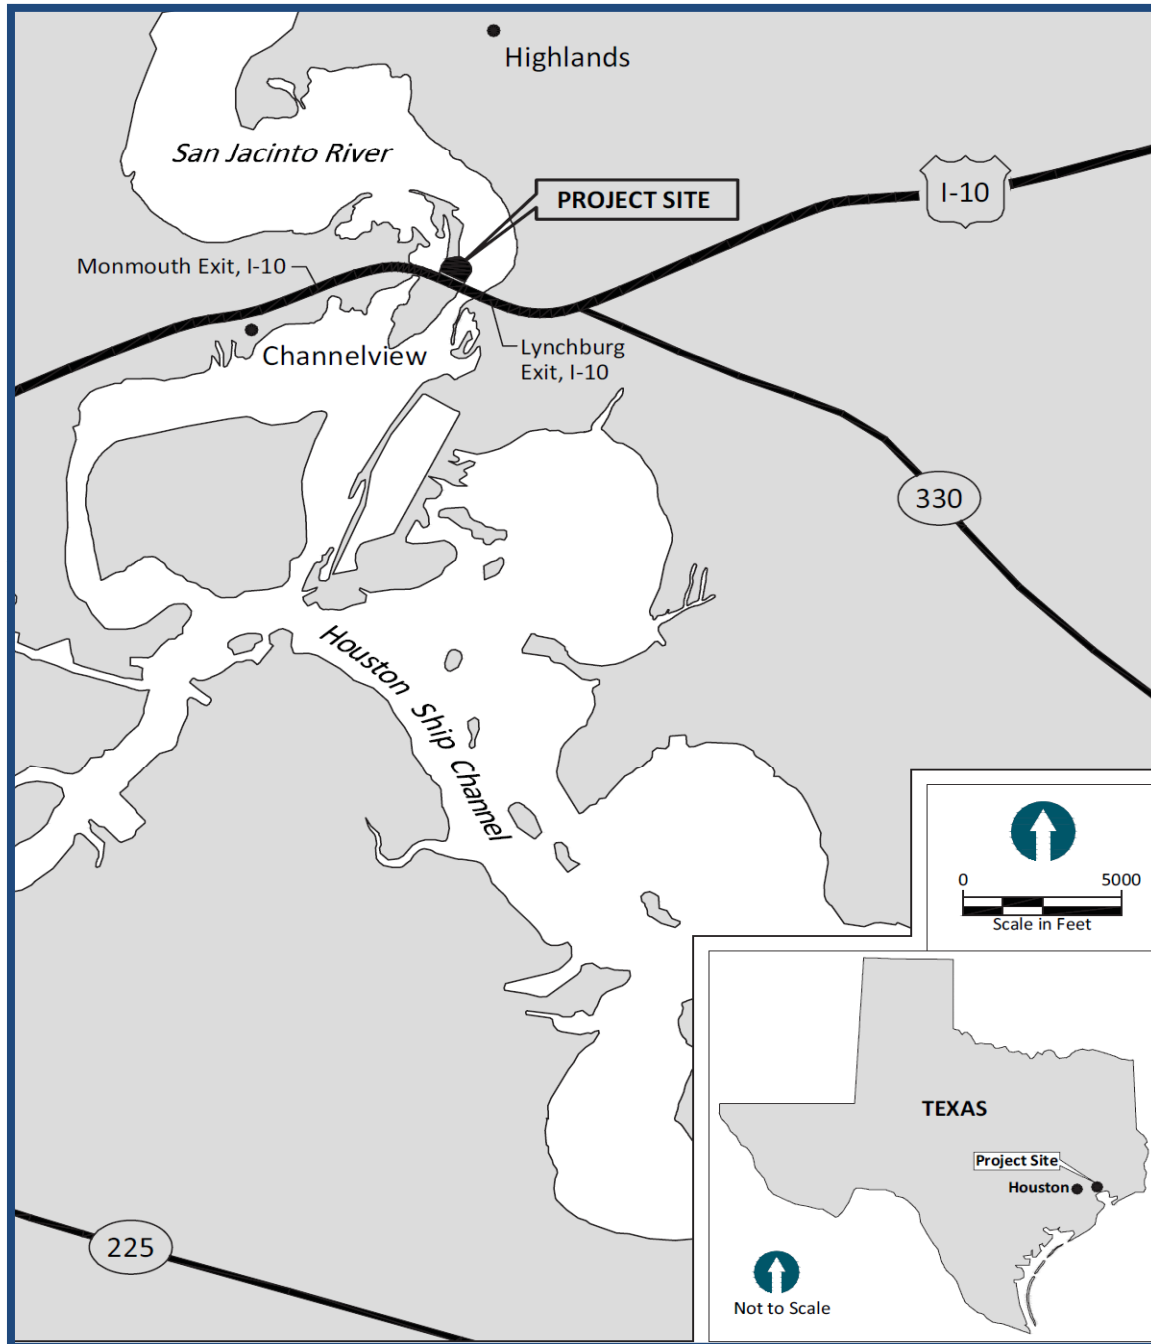 Highlands
San Jacinto River
I-10
PROJECT SITE
Monmouth Exit, I-10
Channelview
Lynchburg
Exit, I-10
330
Houston Ship Channel
0 5000
Scale in Feet
TEXAS
Project Site
Houston
225
Not to Scale